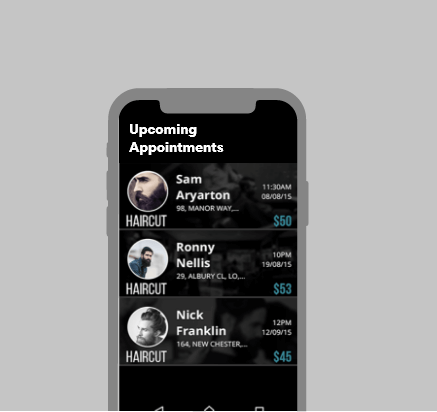 Upcoming
Appointments
Sam
Aryarton
98, MANOR WAY,...
11:30AM
08/08/15
HAIRCUT
$50
Ronny
Nellis
29, ALBURY CL, LO,...
10PM
19/08/15
HAIRCUT
$53
Nick
Franklin
164, NEW CHESTER,...
12PM
12/09/15
HAIRCUT
$45